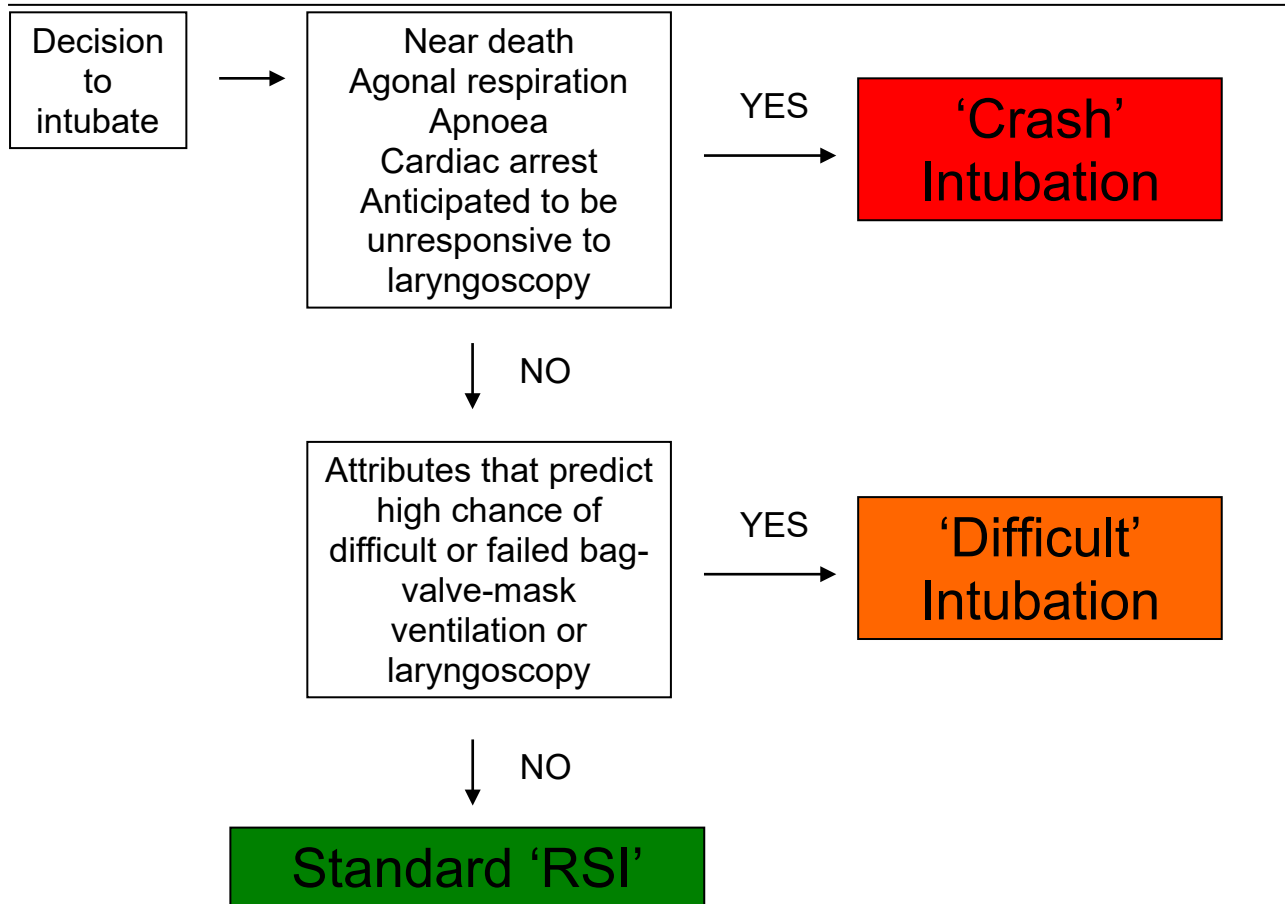 Decision
to
intubate
Near death
Agonal respiration
Apnoea
Cardiac arrest
Anticipated to be
unresponsive to
laryngoscopy
YES
‘Crash’
Intubation
NO
Attributes that predict
high chance of
difficult or failed bag-
valve-mask
ventilation or
laryngoscopy
YES
‘Difficult’
Intubation
NO
Standard ‘RSI’